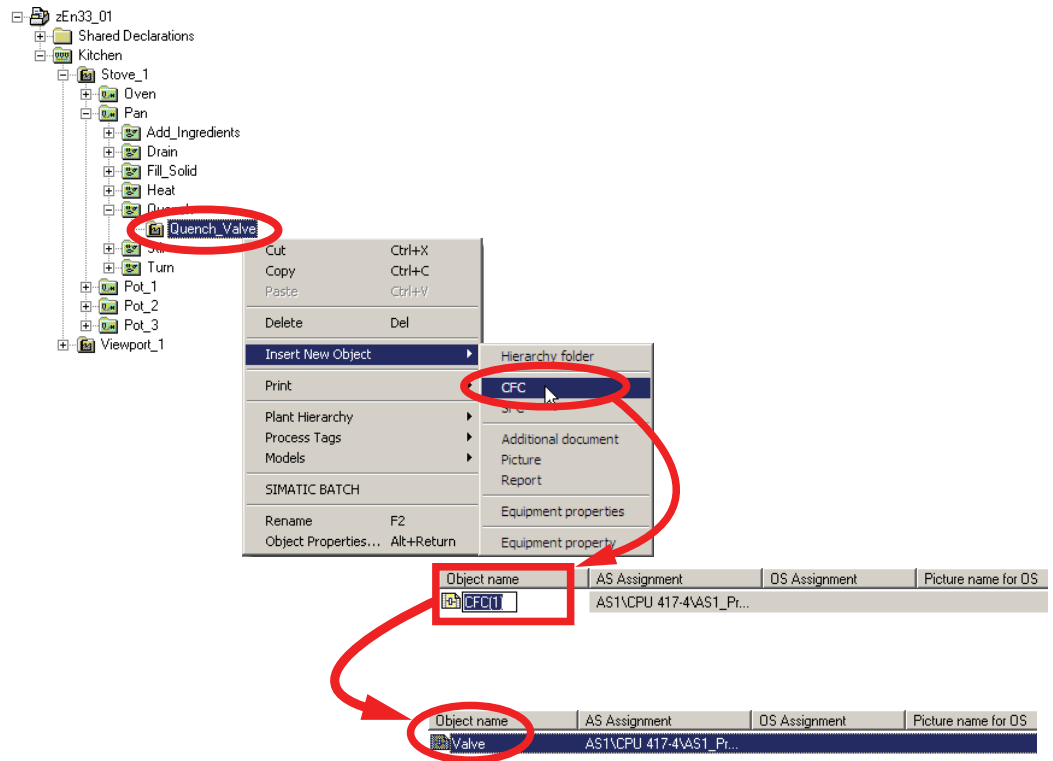 zEn33_01
Shared Declarations
Kitchen
Stove_1
Oven
Pan
Add_Ingredients
Drain
Fill_Solid
Heat
Quench
Quench_Valve
Turn
Pot_1
Pot_2
Pot_3
Viewport_1
Cut Ctrl+X
Copy Ctrl+C
Paste Ctrl+V
Delete Del
Insert New Object
Print
Plant Hierarchy
Process Tags
Models
SIMATIC BATCH
Rename F2
Object Properties... Alt+Return
Hierarchy folder
CFC
SFC
Additional document
Picture
Report
Equipment properties
Equipment property
Object name AS Assignment OS Assignment Picture name for OS
CFC(1) AS1\CPU 417-4\AS1_Pr...
Object name AS Assignment OS Assignment Picture name for OS
Valve AS1\CPU 417-4\AS1_Pr...